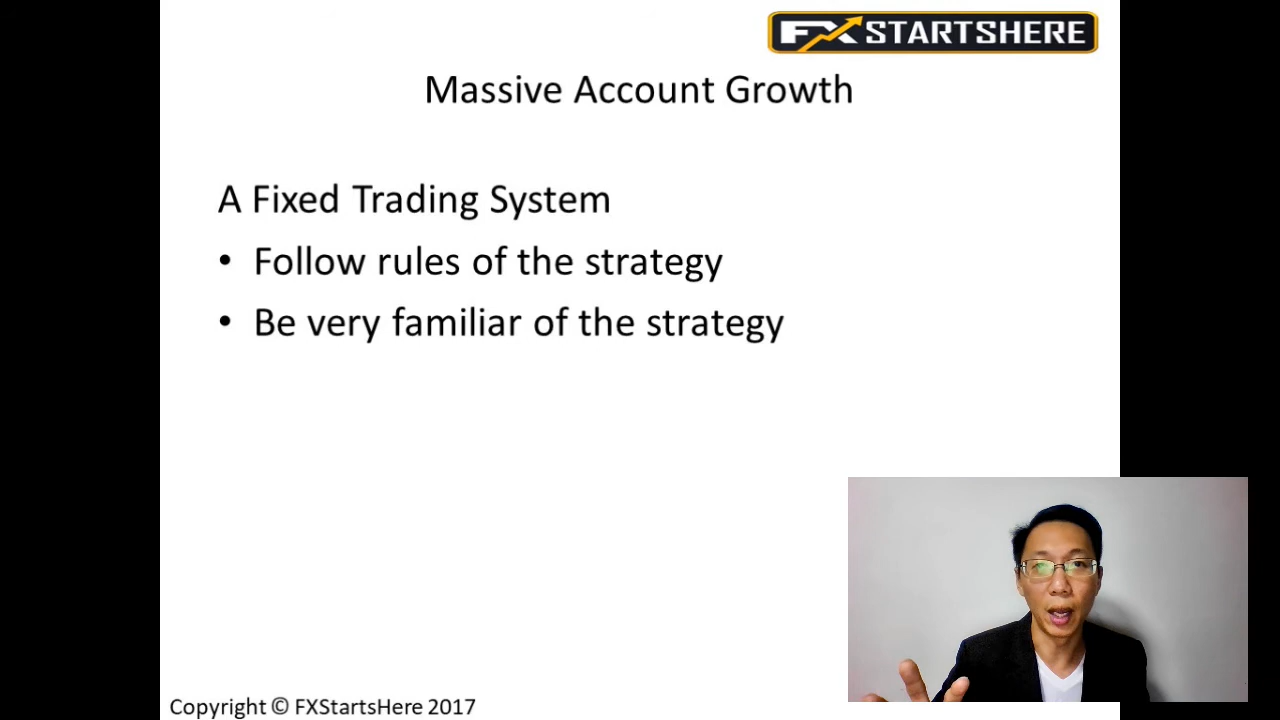 FXSTARTSHERE
Massive Account Growth
A Fixed Trading System
• Follow rules of the strategy
• Be very familiar of the strategy
Copyright © FXStartsHere 2017